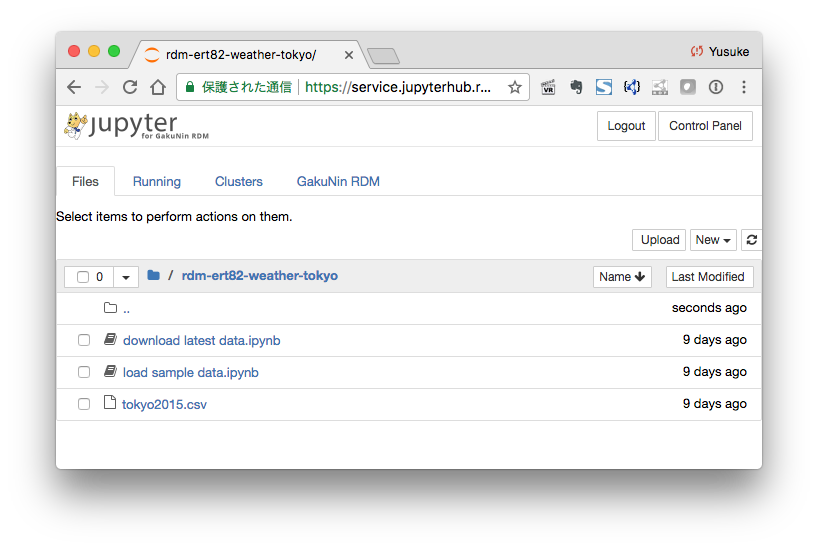 rdm-ert82-weather-tokyo/
Yusuke
保護された通信 https://service.jupyterhub.r...
VR
jupyter
for GakuNin RDM
Logout
Control Panel
Files Running Clusters GakuNin RDM
Select items to perform actions on them.
Upload New
0 / rdm-ert82-weather-tokyo Name Last Modified
.. seconds ago
download latest data.ipynb 9 days ago
load sample data.ipynb 9 days ago
tokyo2015.csv 9 days ago